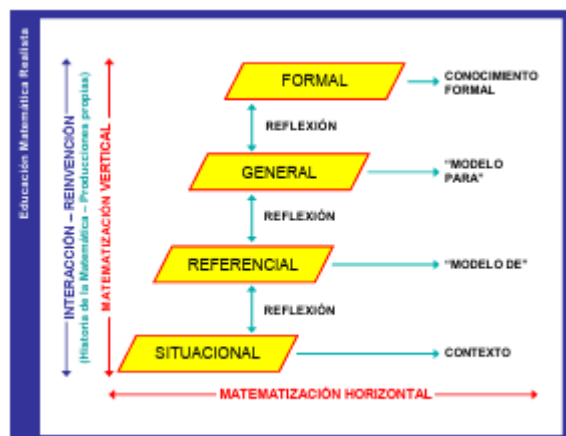 Educación Matemática Realista
INTERACCIÓN – REINVENCIÓN
(Historia de la Matemática – Producciones propias)
MATEMATIZACIÓN VERTICAL
FORMAL
CONOCIMIENTO
FORMAL
REFLEXIÓN
GENERAL
"MODELO
PARA"
REFLEXIÓN
REFERENCIAL
"MODELO DE"
REFLEXIÓN
SITUACIONAL
CONTEXTO
MATEMATIZACIÓN HORIZONTAL